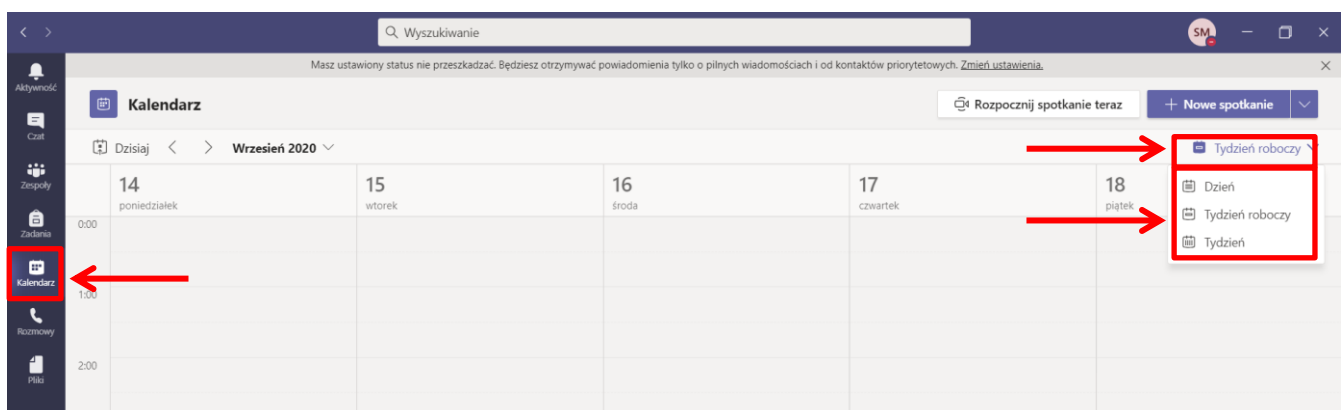 Wyszukiwanie
SM
Masz ustawiony status nie przeszkadzać. Będziesz otrzymywać powiadomienia tylko o pilnych wiadomościach i od kontaktów priorytetowych. Zmień ustawienia.
Aktywność
Czat
Zespoły
Zadania
Kalendarz
Rozmowy
Pliki
Kalendarz
Rozpocznij spotkanie teraz
Nowe spotkanie
Dzisiaj
Wrzesień 2020
Tydzień roboczy
14
poniedziałek
15
wtorek
16
środa
17
czwartek
18
piątek
Dzień
Tydzień roboczy
Tydzień
0:00
1:00
2:00